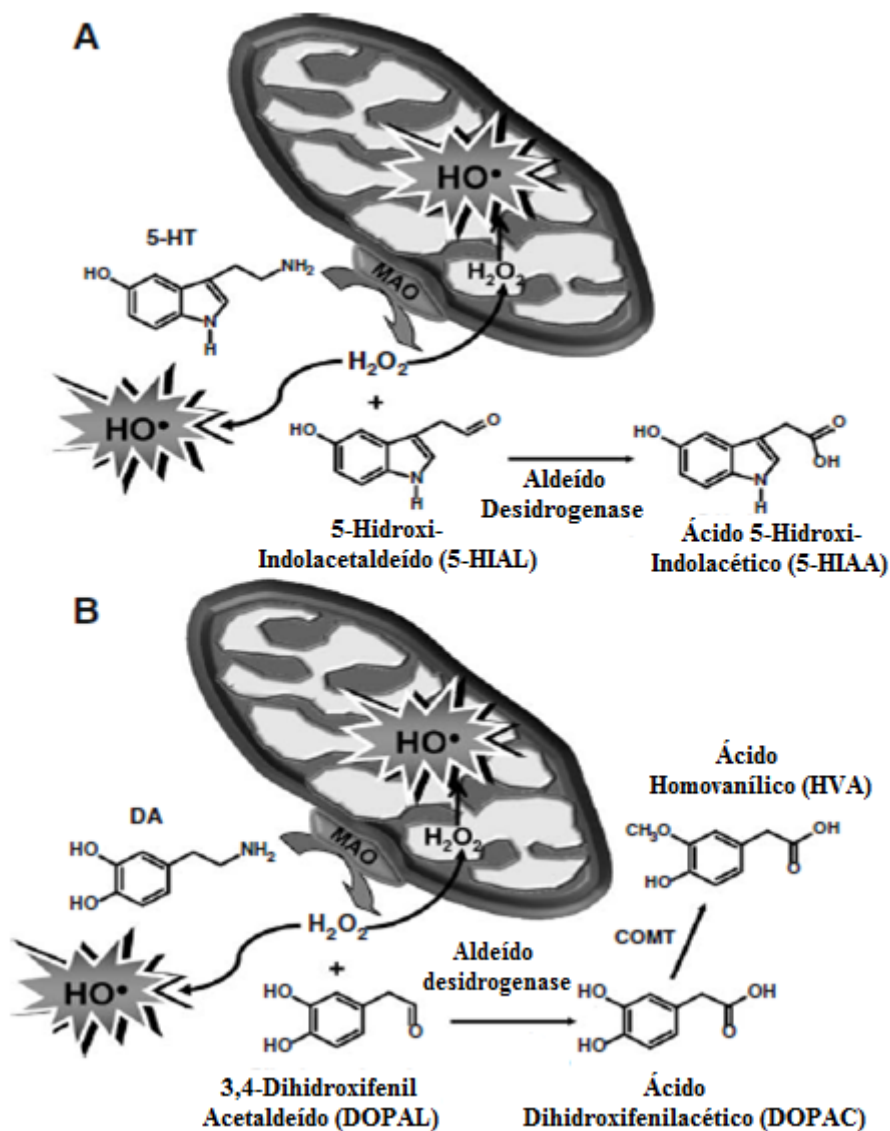 A
HO•
5-HT
HO
NH₂
N
H
MAO
H₂O₂
H₂O₂
+
HO•
HO
O
N
H
Aldeído
Desidrogenase
HO
O
OH
N
H
5-Hidroxi-
Indolacetaldeído (5-HIAL)
Ácido 5-Hidroxi-
Indolacético (5-HIAA)
B
HO•
Ácido
Homovanílico (HVA)
DA
HO
HO
NH₂
MAO
H₂O₂
CH₃O
HO
OH
O
H₂O₂
+
HO•
COMT
Aldeído
desidrogenase
HO
HO
O
HO
HO
OH
O
3,4-Dihidroxifenil
Acetaldeído (DOPAL)
Ácido
Dihidroxifenilacético (DOPAC)